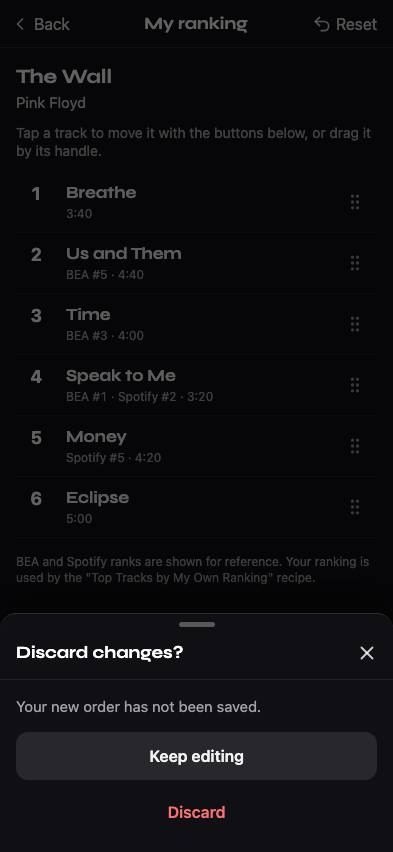 Back
My ranking
Reset
The Wall
Pink Floyd
Tap a track to move it with the buttons below, or drag it
by its handle.
1
Breathe
3:40
2
Us and Them
BEA #5 · 4:40
3
Time
BEA #3 · 4:00
4
Speak to Me
BEA #1 · Spotify #2 · 3:20
5
Money
Spotify #5 · 4:20
6
Eclipse
5:00
BEA and Spotify ranks are shown for reference. Your ranking is
used by the "Top Tracks by My Own Ranking" recipe.
Discard changes?
Your new order has not been saved.
Keep editing
Discard